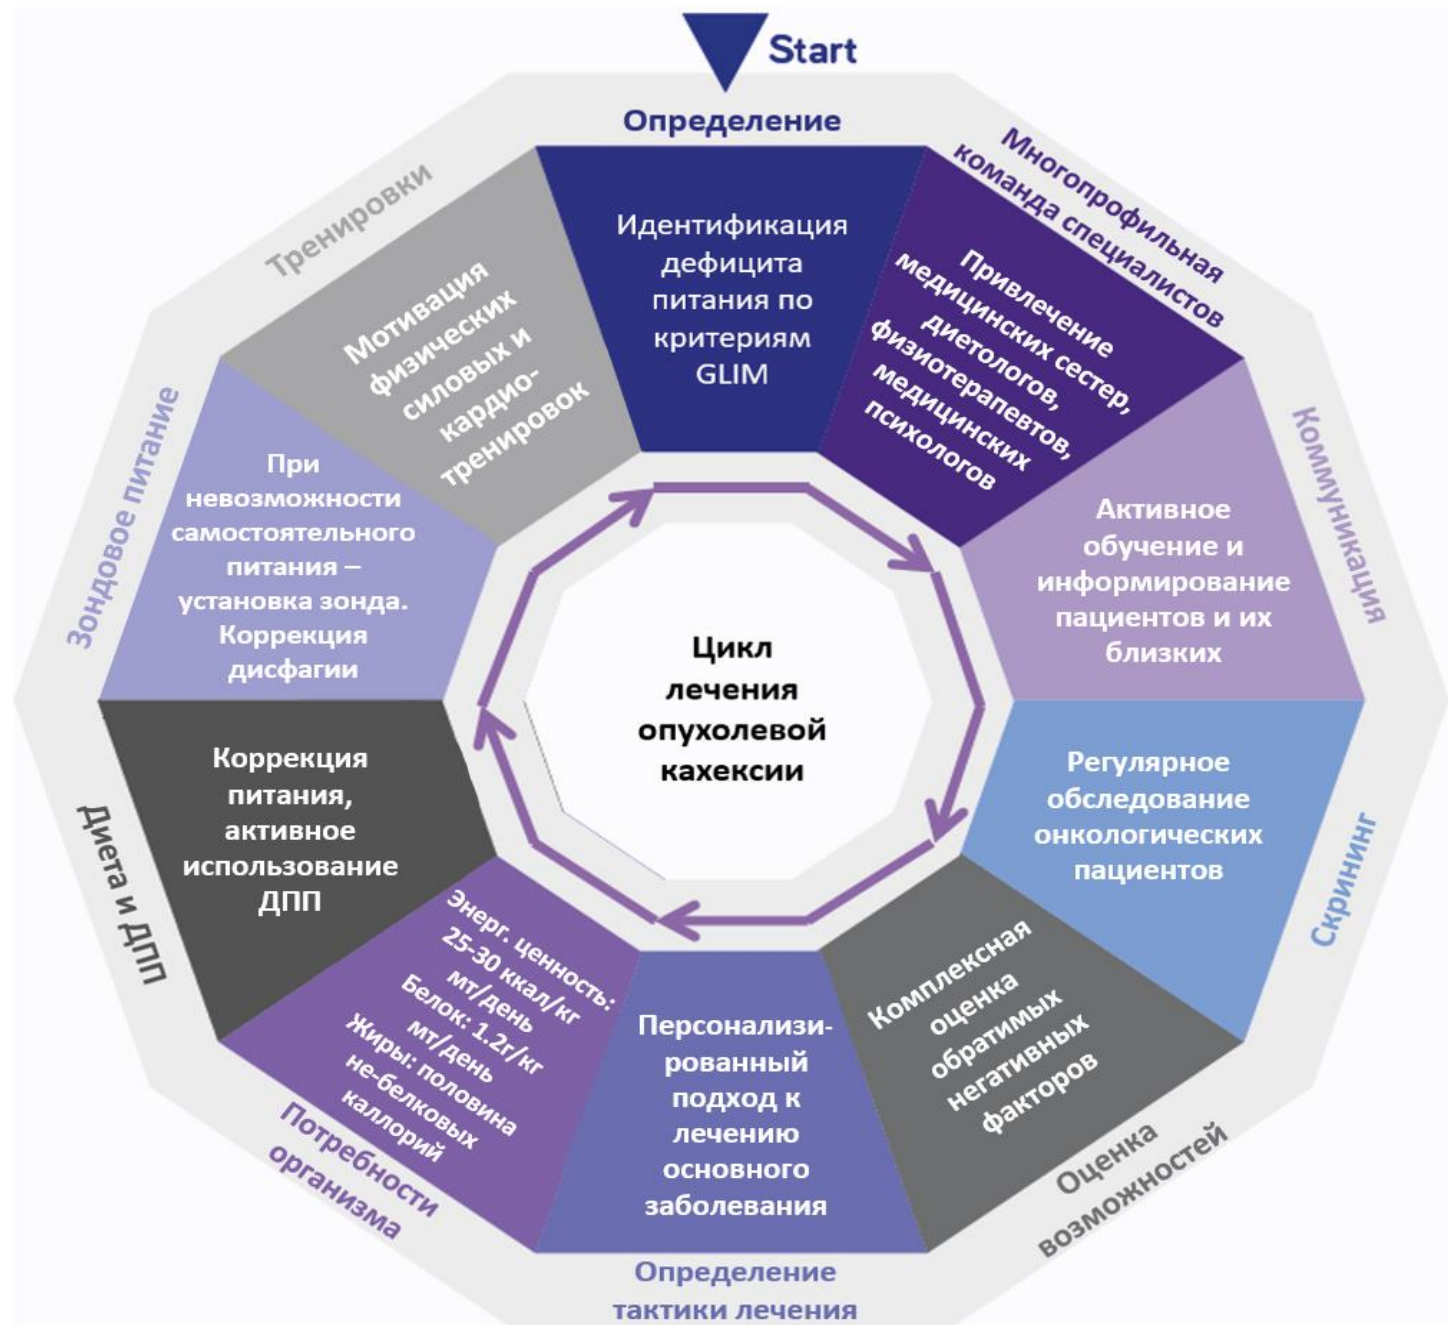 Start
Определение
Идентификация
дефицита
питания по
критериям
GLIM
Многопрофильная
команда специалистов
Привлечение
медицинских сестер,
диетологов,
физиотерапевтов,
медицинских
психологов
Коммуникация
Активное
обучение и
информирование
пациентов и их
близких
Скрининг
Регулярное
обследование
онкологических
пациентов
Оценка
возможностей
Комплексная
оценка
обратимых
негативных
факторов
Определение
тактики лечения
Персонализи-
рованный
подход к
лечению
основного
заболевания
Потребности
организма
Энерг. ценность:
25-30 ккал/кг
мт/день
Белок: 1.2г/кг
мт/день
Жиры: половина
не-белковых
каллорий
Диета и ДПП
Коррекция
питания,
активное
использование
ДПП
Зондовое питание
При
невозможности
самостоятельного
питания –
установка зонда.
Коррекция
дисфагии
Тренировки
Мотивация
физических
силовых и
кардио-
тренировок
Цикл
лечения
опухолевой
кахексии